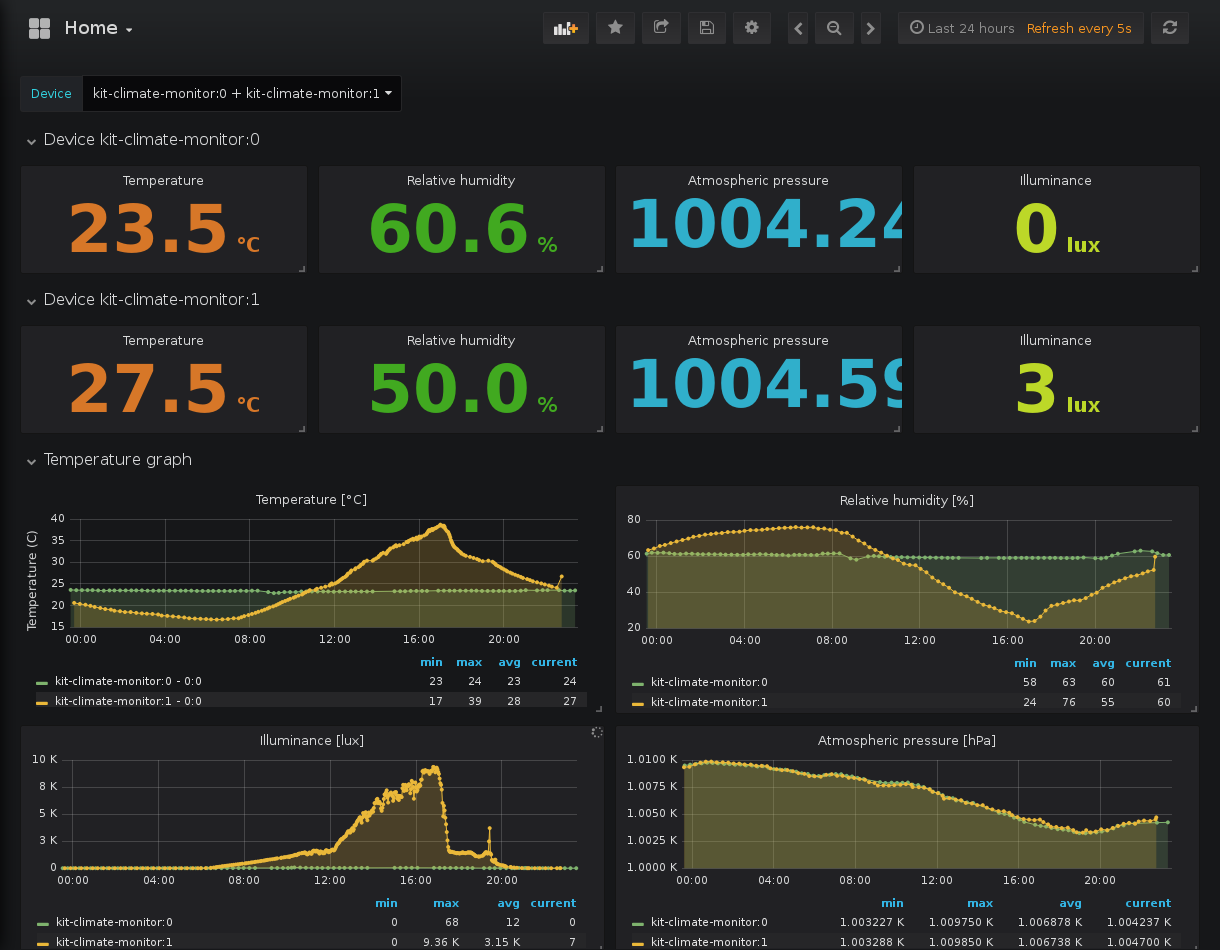 Home
Last 24 hours Refresh every 5s
Device kit-climate-monitor:0 + kit-climate-monitor:1
Device kit-climate-monitor:0
Temperature Relative humidity Atmospheric pressure Illuminance
23.5 °C 60.6 % 1004.24 0 lux
Device kit-climate-monitor:1
Temperature Relative humidity Atmospheric pressure Illuminance
27.5 °C 50.0 % 1004.59 3 lux
Temperature graph
Temperature [°C]
Temperature (C)
40
35
30
25
20
15
00:00 04:00 08:00 12:00 16:00 20:00
min max avg current
kit-climate-monitor:0 - 0:0 23 24 23 24
kit-climate-monitor:1 - 0:0 17 39 28 27
Relative humidity [%]
80
60
40
20
00:00 04:00 08:00 12:00 16:00 20:00
min max avg current
kit-climate-monitor:0 58 63 60 61
kit-climate-monitor:1 24 76 55 60
Illuminance [lux]
10 K
8 K
5 K
3 K
0
00:00 04:00 08:00 12:00 16:00 20:00
min max avg current
kit-climate-monitor:0 0 68 12 0
kit-climate-monitor:1 0 9.36 K 3.15 K 7
Atmospheric pressure [hPa]
1.0100 K
1.0075 K
1.0050 K
1.0025 K
1.0000 K
00:00 04:00 08:00 12:00 16:00 20:00
min max avg current
kit-climate-monitor:0 1.003227 K 1.009750 K 1.006878 K 1.004237 K
kit-climate-monitor:1 1.003288 K 1.009850 K 1.006738 K 1.004700 K